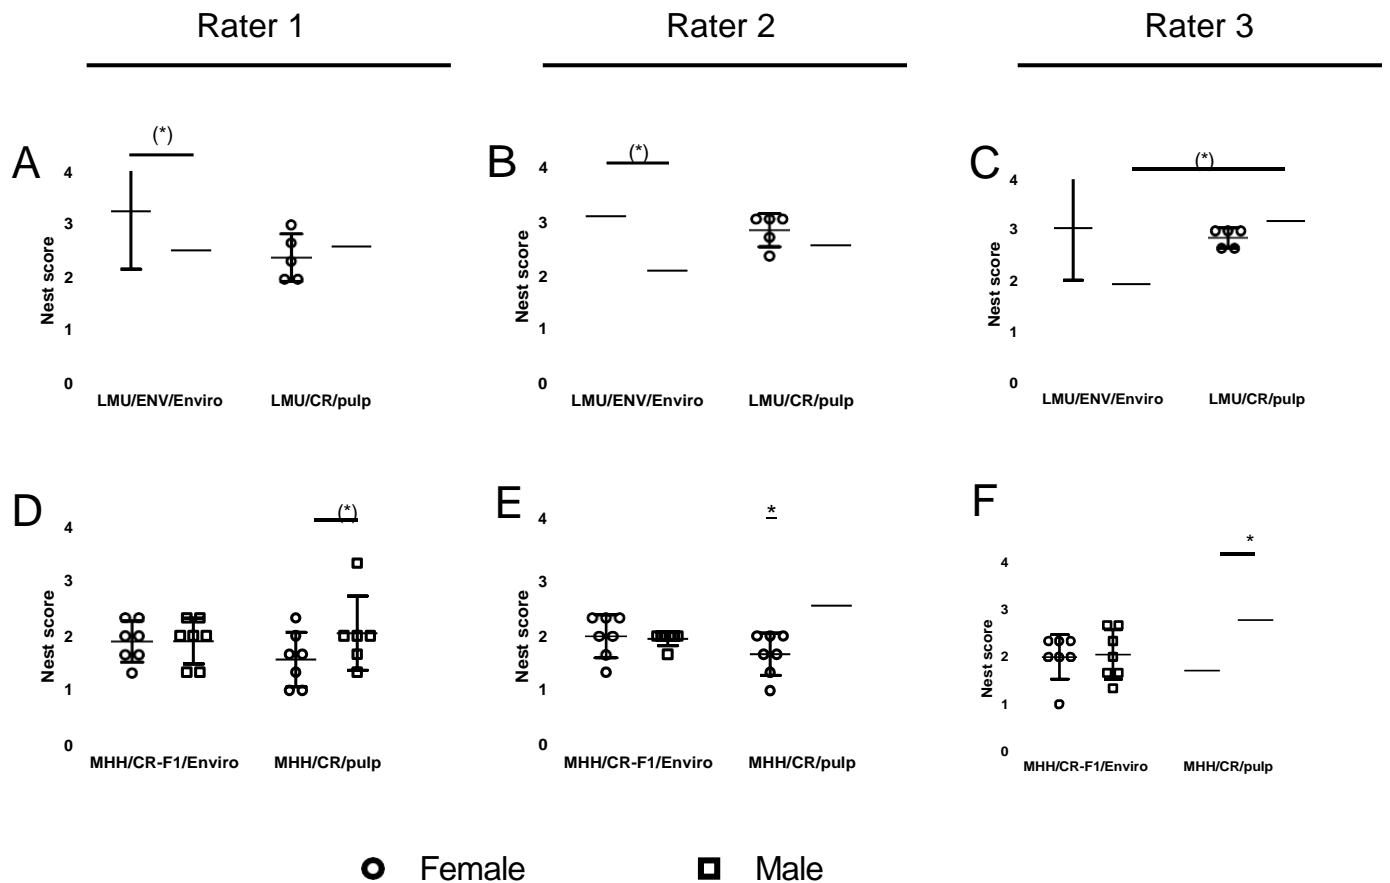 Rater 1
Rater 2
Rater 3
A
(*)
Nest score
4
3
2
1
0
LMU/ENV/Enviro
LMU/CR/pulp
B
(*)
Nest score
4
3
2
1
0
LMU/ENV/Enviro
LMU/CR/pulp
C
(*)
Nest score
4
3
2
1
0
LMU/ENV/Enviro
LMU/CR/pulp
D
(*)
Nest score
4
3
2
1
0
MHH/CR-F1/Enviro
MHH/CR/pulp
E
*
Nest score
4
3
2
1
0
MHH/CR-F1/Enviro
MHH/CR/pulp
F
*
Nest score
4
3
2
1
0
MHH/CR-F1/Enviro
MHH/CR/pulp
Female
Male